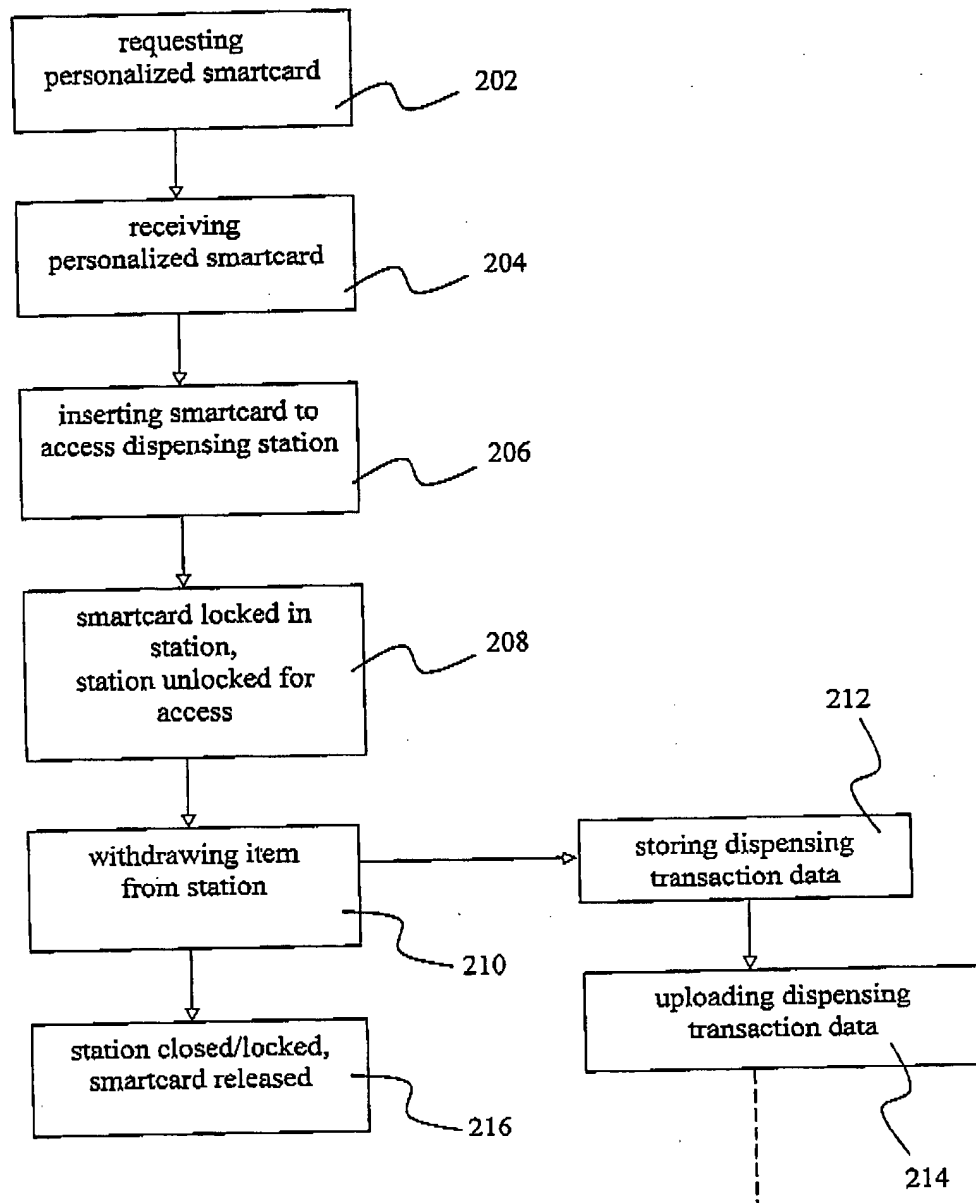 requesting
personalized smartcard
202
receiving
personalized smartcard
204
inserting smartcard to
access dispensing station
206
smartcard locked in
station,
station unlocked for
access
208
withdrawing item
from station
210
212
storing dispensing
transaction data
uploading dispensing
transaction data
214
station closed/locked,
smartcard released
216